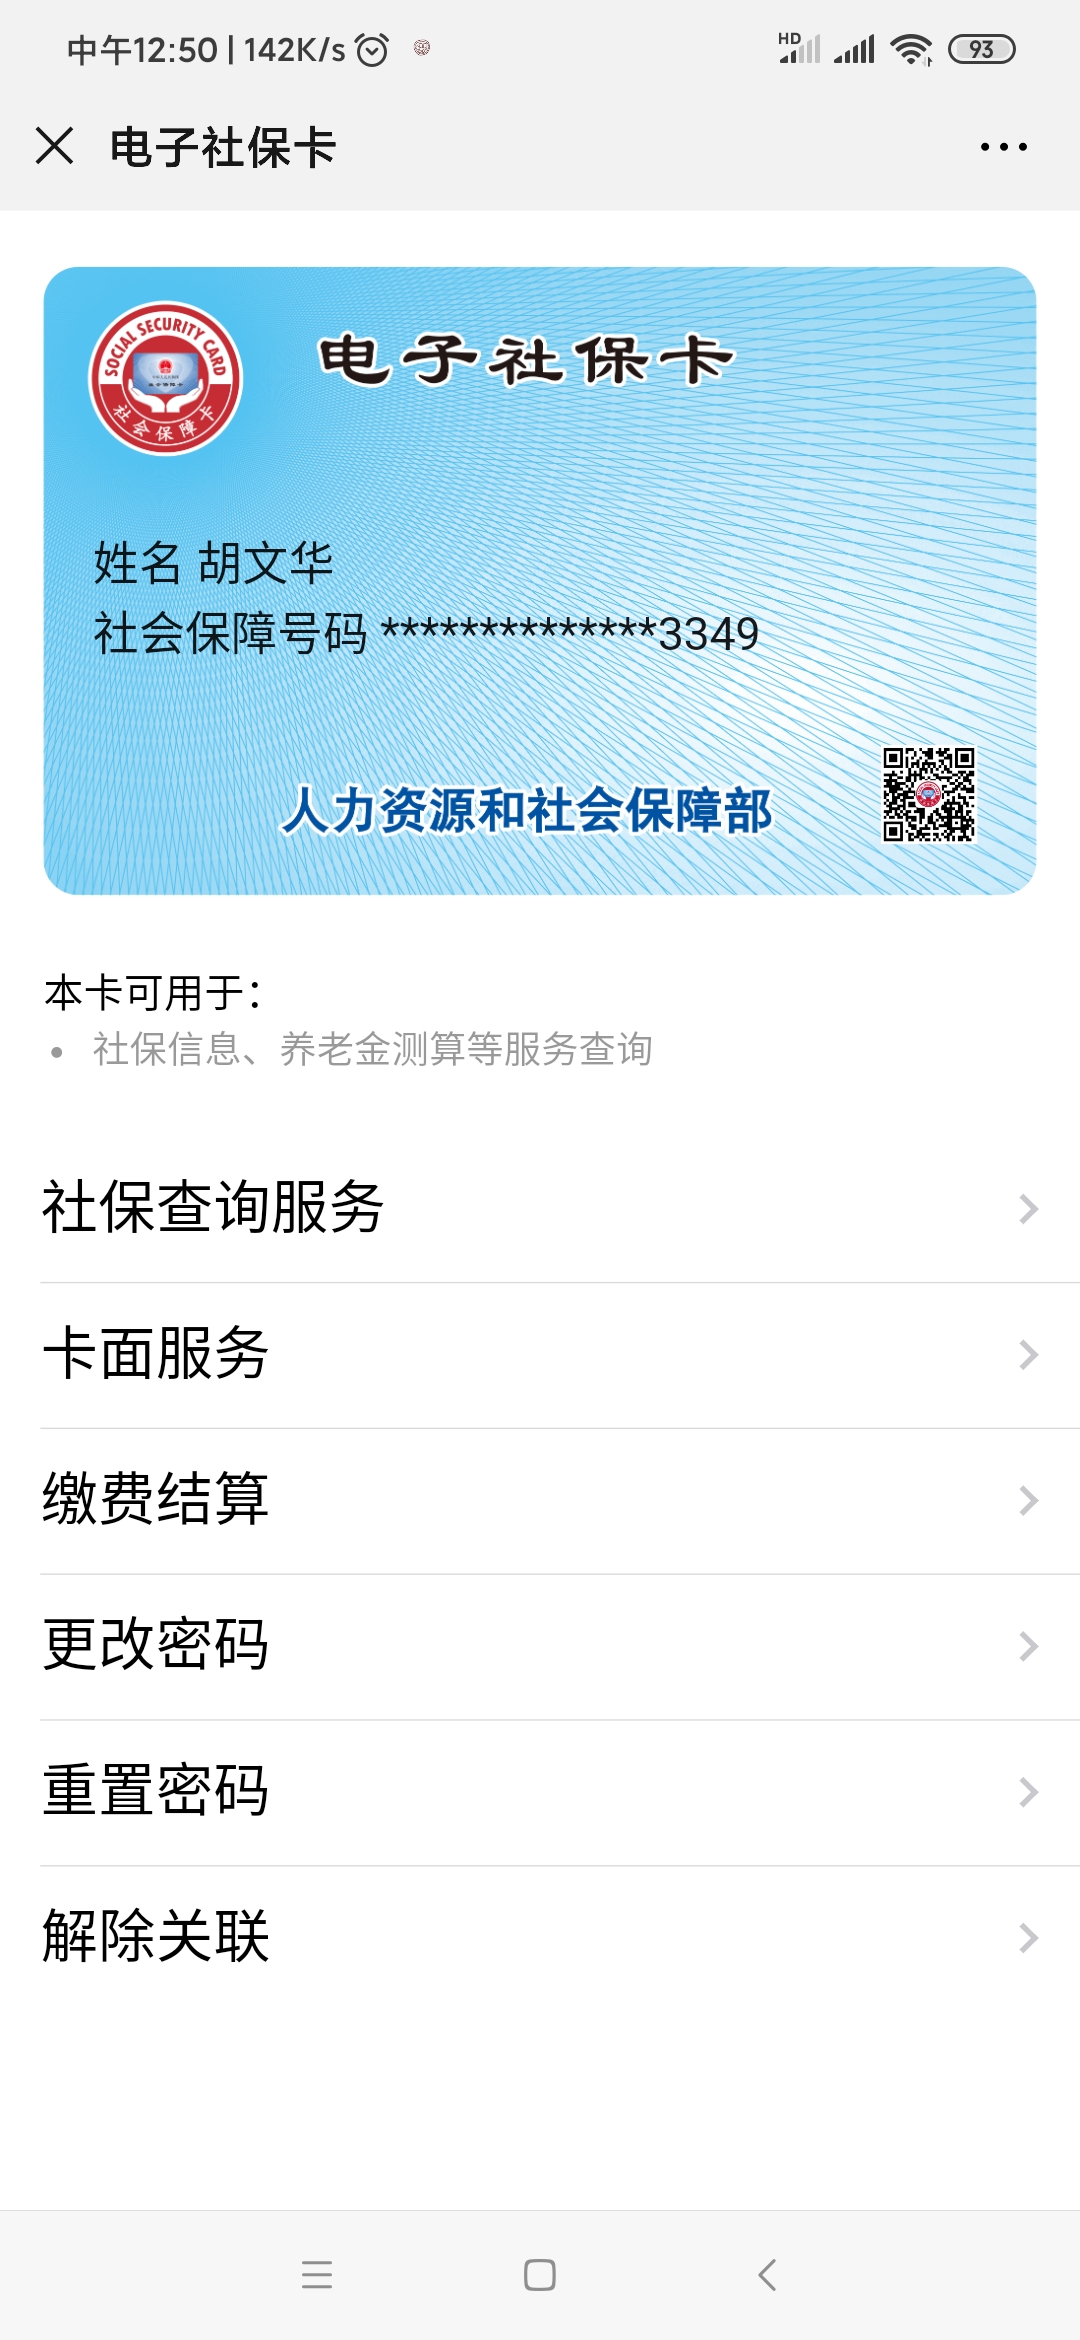 中午12:50 | 142K/s
HD
93
电子社保卡
SOCIAL SECURITY CARD
社会保障卡
电子社保卡
姓名 胡文华
社会保障号码 **************3349
人力资源和社会保障部
本卡可用于：
社保信息、养老金测算等服务查询
社保查询服务
卡面服务
缴费结算
更改密码
重置密码
解除关联